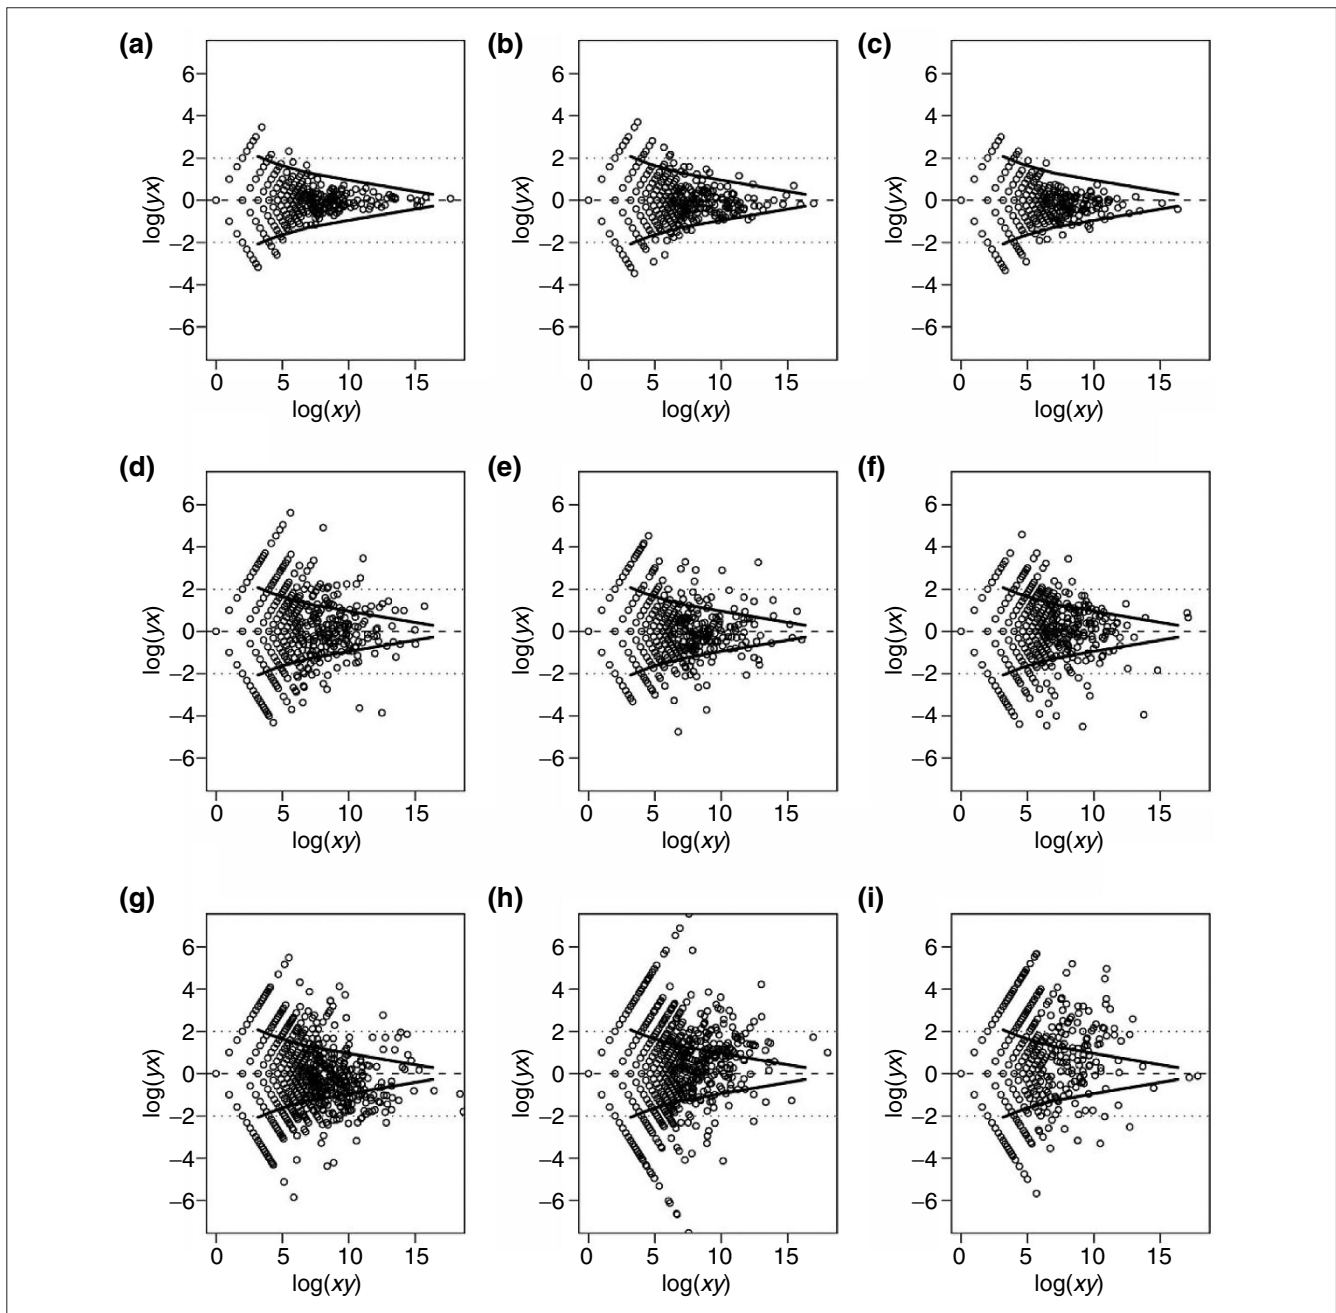 (a) (b) (c)
6 6 6
4 4 4
2 2 2
0 0 0
–2 –2 –2
–4 –4 –4
–6 –6 –6
log(yx) log(yx) log(yx)
0 5 10 15 0 5 10 15 0 5 10 15
log(xy) log(xy) log(xy)
(d) (e) (f)
6 6 6
4 4 4
2 2 2
0 0 0
–2 –2 –2
–4 –4 –4
–6 –6 –6
log(yx) log(yx) log(yx)
0 5 10 15 0 5 10 15 0 5 10 15
log(xy) log(xy) log(xy)
(g) (h) (i)
6 6 6
4 4 4
2 2 2
0 0 0
–2 –2 –2
–4 –4 –4
–6 –6 –6
log(yx) log(yx) log(yx)
0 5 10 15 0 5 10 15 0 5 10 15
log(xy) log(xy) log(xy)